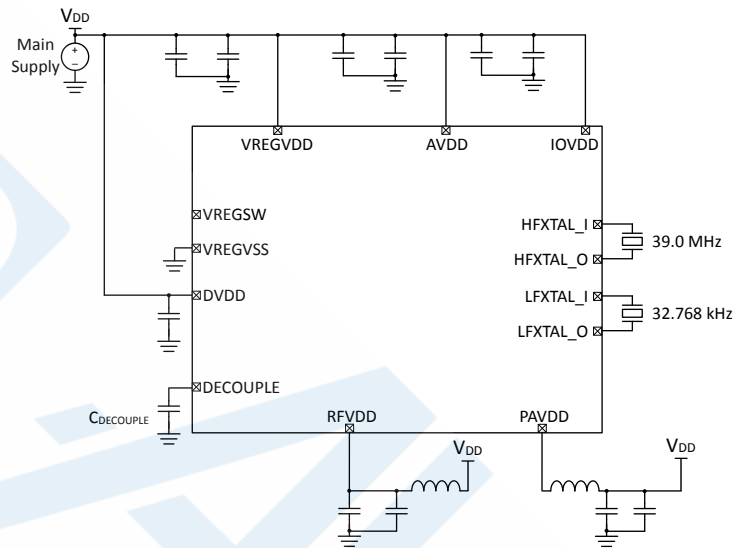 VDD
Main
Supply
+
−
VREGVDD
AVDD
IOVDD
VREGSW
HFXTAL_I
39.0 MHz
VREGVSS
HFXTAL_O
DVDD
LFXTAL_I
32.768 kHz
LFXTAL_O
DECOUPLE
CDECOUPLE
RFVDD
PAVDD
VDD
VDD